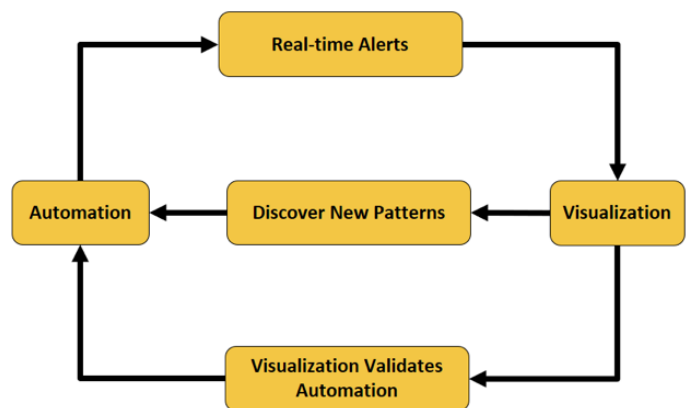 Real-time Alerts
Automation
Discover New Patterns
Visualization
Visualization Validates
Automation